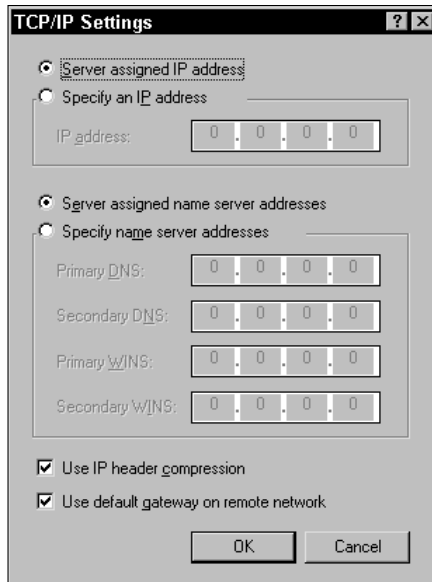 TCP/IP Settings
Server assigned IP address
Specify an IP address
IP address: 0 . 0 . 0 . 0
Server assigned name server addresses
Specify name server addresses
Primary DNS: 0 . 0 . 0 . 0
Secondary DNS: 0 . 0 . 0 . 0
Primary WINS: 0 . 0 . 0 . 0
Secondary WINS: 0 . 0 . 0 . 0
Use IP header compression
Use default gateway on remote network
OK Cancel